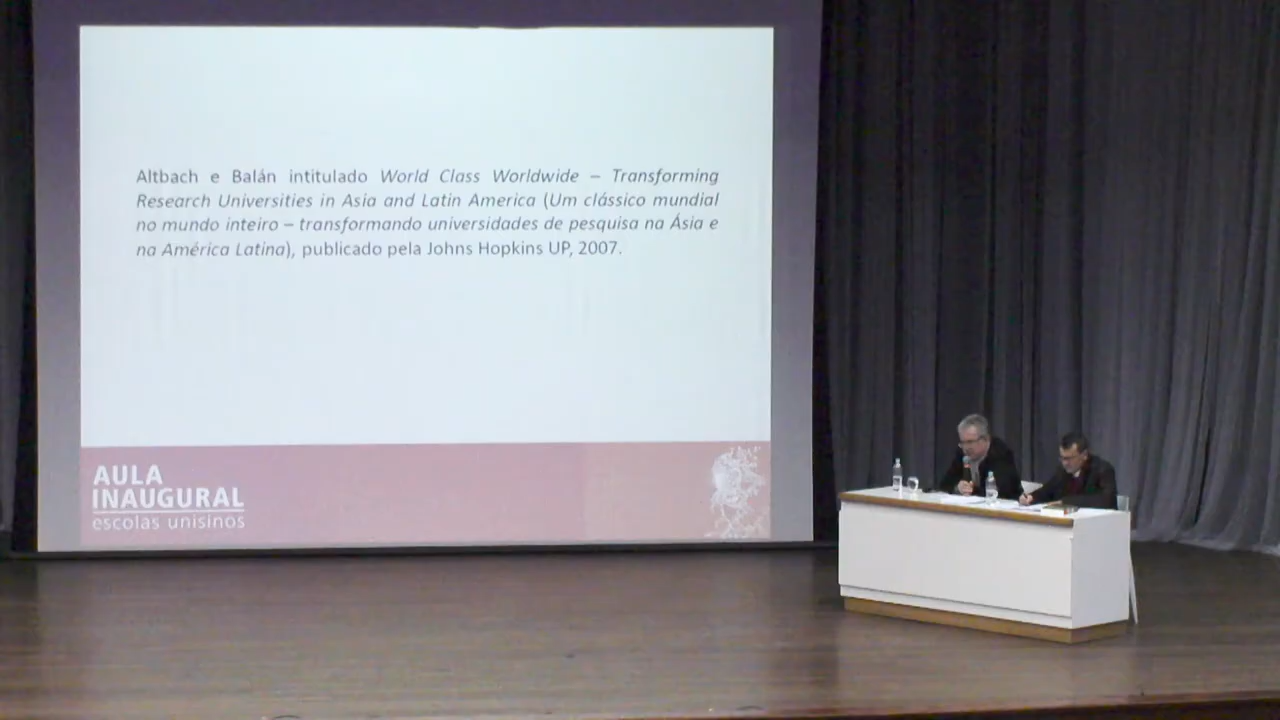 Altbach e Balán intitulado World Class Worldwide – Transforming
Research Universities in Asia and Latin America (Um clássico mundial
no mundo inteiro – transformando universidades de pesquisa na Ásia e
na América Latina), publicado pela Johns Hopkins UP, 2007.
AULA
INAUGURAL
escolas unisinos